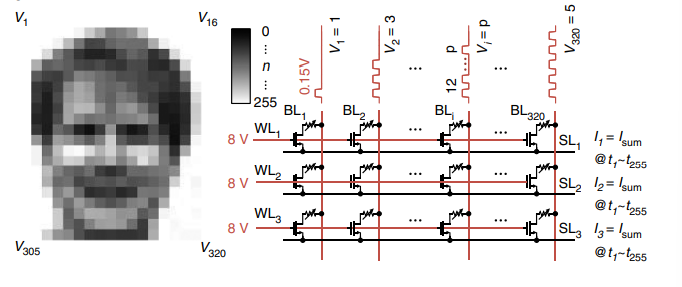 V1
V16
V305
V320
0
⋮
n
⋮
255
0.15V
V1 = 1
V2 = 3
12 ... p
Vi = p
V320 = 5
...
...
BL1
BL2
BLi
BL320
8 V
WL1
...
...
SL1
I1 = Isum
@t1~t255
8 V
WL2
...
...
SL2
I2 = Isum
@t1~t255
8 V
WL3
...
...
SL3
I3 = Isum
@t1~t255